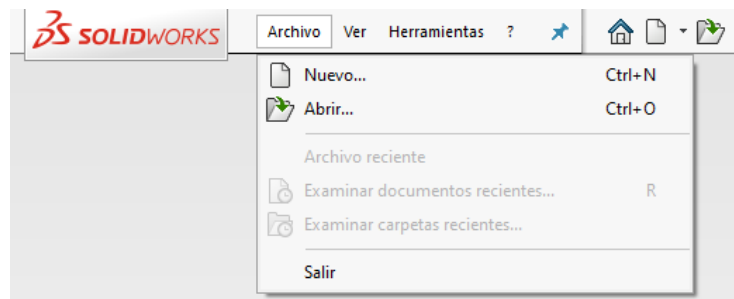 SOLIDWORKS Archivo Ver Herramientas ?
Nuevo... Ctrl+N
Abrir... Ctrl+O
Archivo reciente
Examinar documentos recientes... R
Examinar carpetas recientes...
Salir